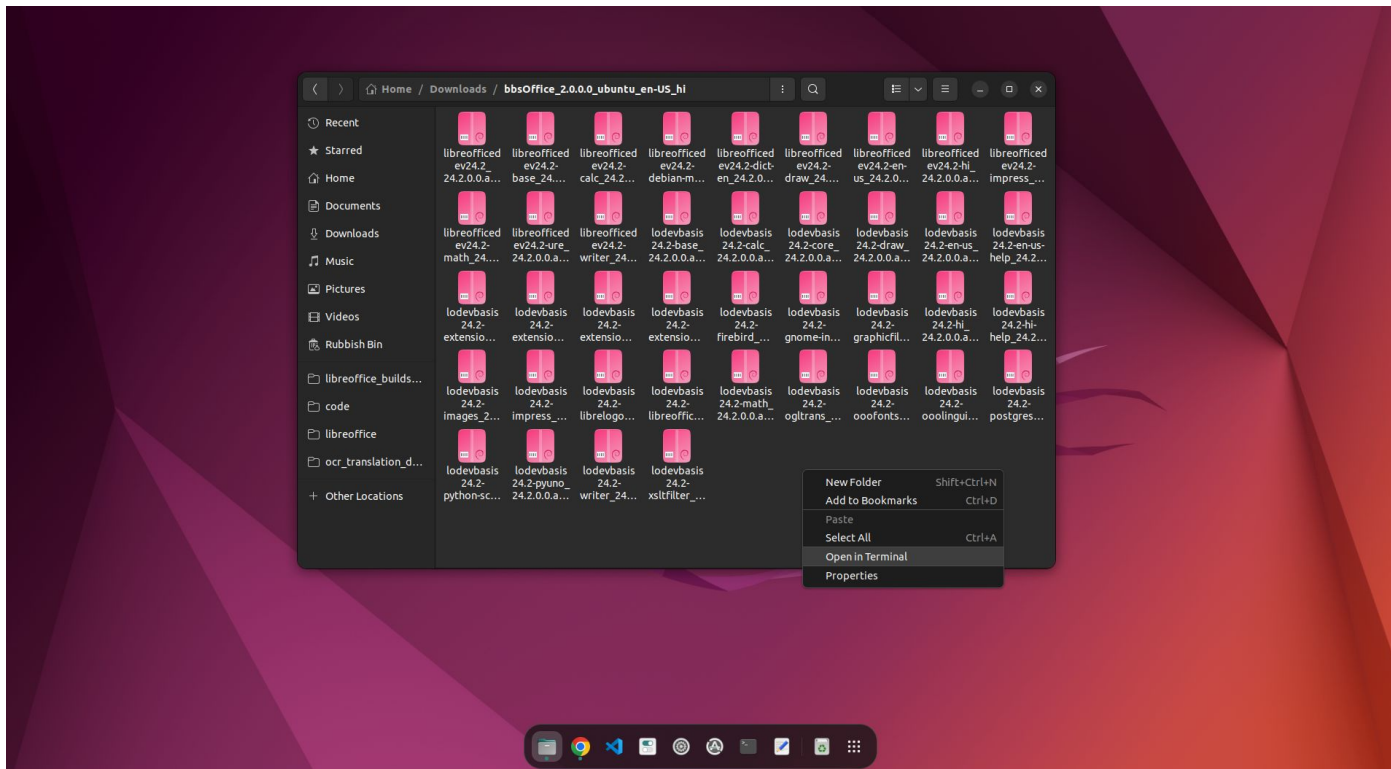 Home / Downloads / bbsOffice_2.0.0.0_ubuntu_en-US_hi
Recent
Starred
Home
Documents
Downloads
Music
Pictures
Videos
Rubbish Bin
libreoffice_builds...
code
libreoffice
ocr_translation_d...
+ Other Locations
libreofficed
ev24.2_
24.2.0.0.a...
libreofficed
ev24.2-
base_24....
libreofficed
ev24.2-
calc_24.2...
libreofficed
ev24.2-
debian-m...
libreofficed
ev24.2-dict-
en_24.2.0...
libreofficed
ev24.2-
draw_24....
libreofficed
ev24.2-en-
us_24.2.0...
libreofficed
ev24.2-hi_
24.2.0.0.a...
libreofficed
ev24.2-
impress_...
libreofficed
ev24.2-
math_24....
libreofficed
ev24.2-ure_
24.2.0.0.a...
libreofficed
ev24.2-
writer_24...
lodevbasis
24.2-base_
24.2.0.0.a...
lodevbasis
24.2-calc_
24.2.0.0.a...
lodevbasis
24.2-core_
24.2.0.0.a...
lodevbasis
24.2-draw_
24.2.0.0.a...
lodevbasis
24.2-en-us_
24.2.0.0.a...
lodevbasis
24.2-en-us-
help_24.2...
lodevbasis
24.2-
extensio...
lodevbasis
24.2-
extensio...
lodevbasis
24.2-
extensio...
lodevbasis
24.2-
extensio...
lodevbasis
24.2-
firebird_...
lodevbasis
24.2-
gnome-in...
lodevbasis
24.2-
graphicfil...
lodevbasis
24.2-hi_
24.2.0.0.a...
lodevbasis
24.2-hi-
help_24.2...
lodevbasis
24.2-
images_2...
lodevbasis
24.2-
impress_...
lodevbasis
24.2-
librelogo...
lodevbasis
24.2-
libreoffic...
lodevbasis
24.2-math_
24.2.0.0.a...
lodevbasis
24.2-
ogltrans_...
lodevbasis
24.2-
ooofonts...
lodevbasis
24.2-
ooolingui...
lodevbasis
24.2-
postgres...
lodevbasis
24.2-
python-sc...
lodevbasis
24.2-pyuno_
24.2.0.0.a...
lodevbasis
24.2-
writer_24...
lodevbasis
24.2-
xsltfilter_...
New Folder Shift+Ctrl+N
Add to Bookmarks Ctrl+D
Paste
Select All Ctrl+A
Open in Terminal
Properties